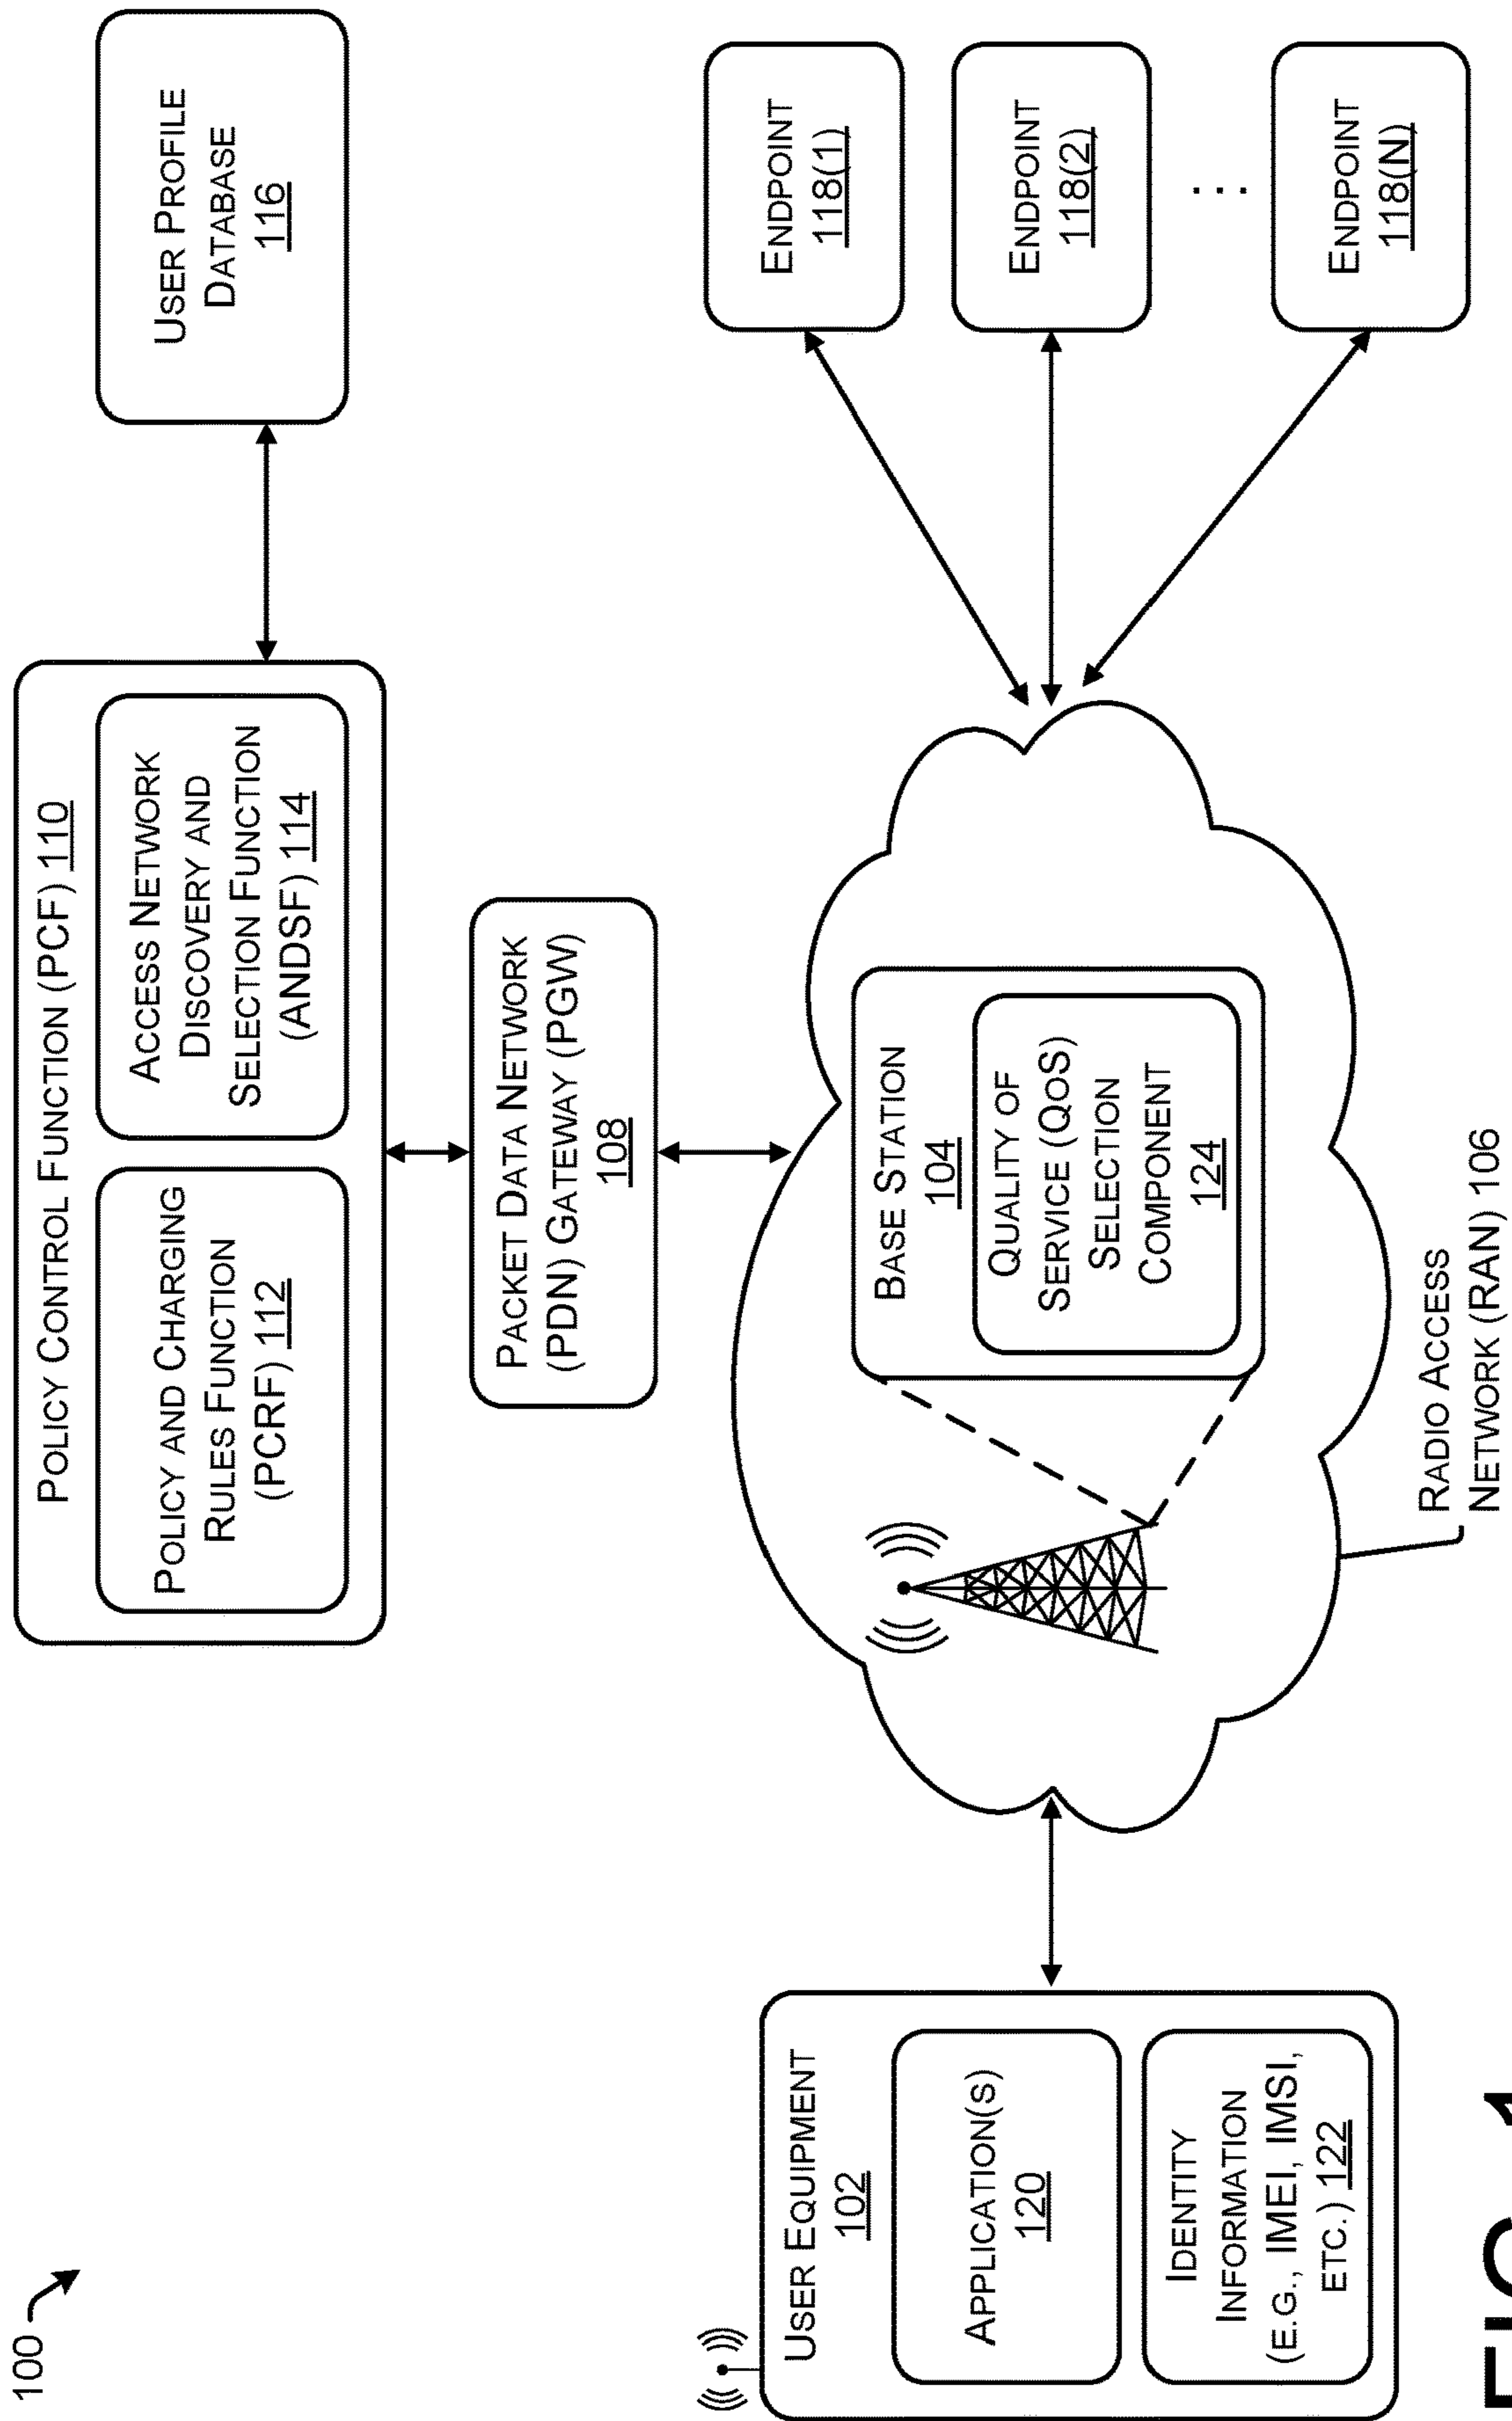 100
POLICY CONTROL FUNCTION (PCF) 110
POLICY AND CHARGING
RULES FUNCTION
(PCRF) 112
ACCESS NETWORK
DISCOVERY AND
SELECTION FUNCTION
(ANDSF) 114
USER PROFILE
DATABASE
116
PACKET DATA NETWORK
(PDN) GATEWAY (PGW)
108
USER EQUIPMENT
102
APPLICATION(S)
120
IDENTITY
INFORMATION
(E.G., IMEI, IMSI,
ETC.) 122
BASE STATION
104
QUALITY OF
SERVICE (QOS)
SELECTION
COMPONENT
124
RADIO ACCESS
NETWORK (RAN) 106
ENDPOINT
118(1)
ENDPOINT
118(2)
...
ENDPOINT
118(N)
FIG. 1